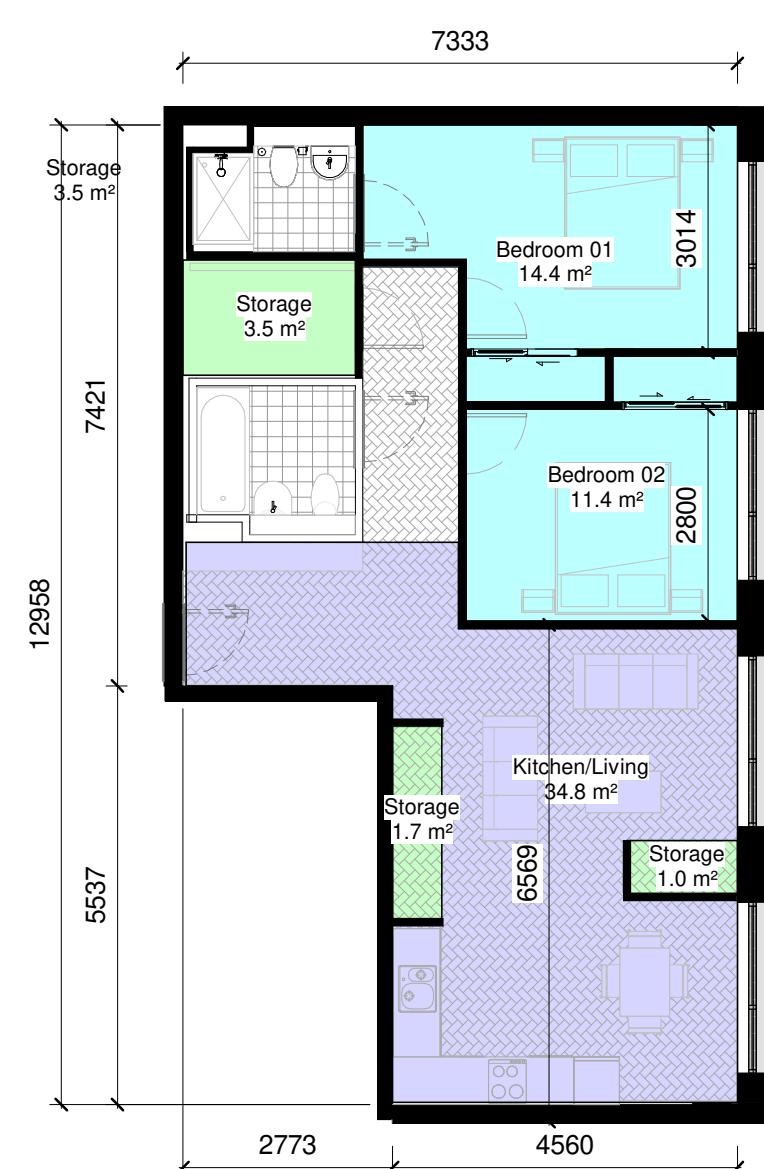 7333
Storage
3.5 m²
Bedroom 01
14.4 m²
3014
Storage
3.5 m²
7421
Bedroom 02
11.4 m²
2800
12958
Kitchen/Living
34.8 m²
Storage
1.7 m²
6569
Storage
1.0 m²
5537
2773
4560